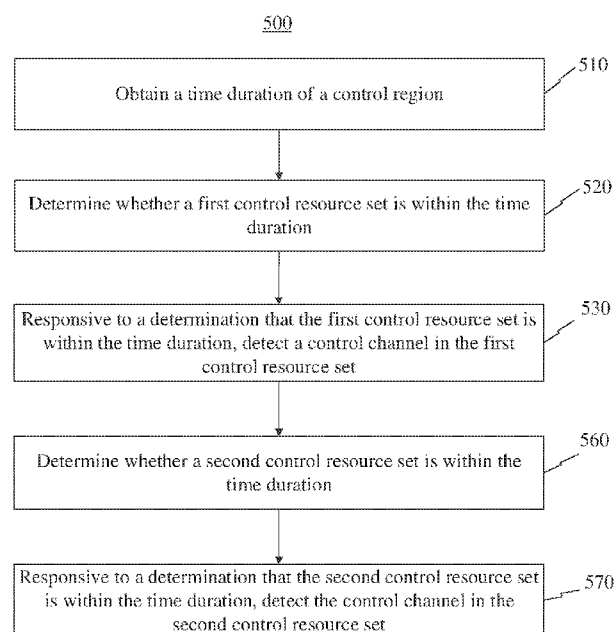 500
510
Obtain a time duration of a control region
520
Determine whether a first control resource set is within the time
duration
530
Responsive to a determination that the first control resource set is
within the time duration, detect a control channel in the first
control resource set
560
Determine whether a second control resource set is within the
time duration
570
Responsive to a determination that the second control resource set
is within the time duration, detect the control channel in the
second control resource set